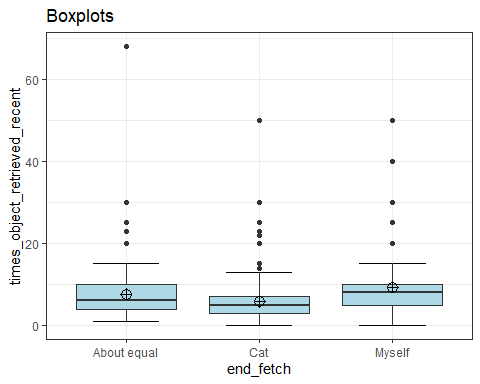 Boxplots
times_object_retrieved_recent
60
40
20
0
About equal
Cat
Myself
end_fetch